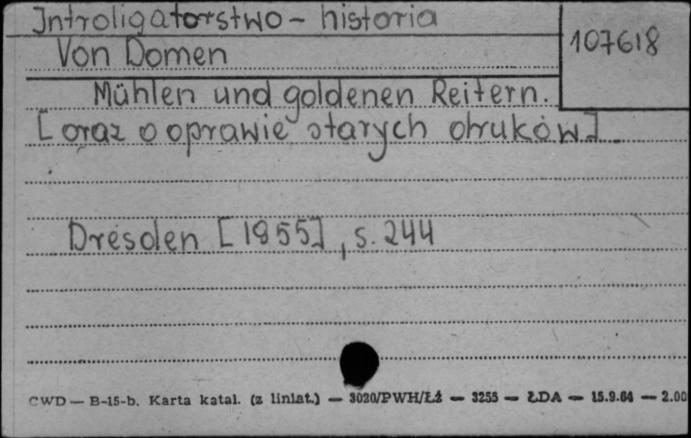 Introligatorstwo - historia
107618
Von Domen
Mühlen und goldenen Reitern.
[oraz o oprawie starych druków]
Dresden [1955], s. 244
CWD — B-15-b. Karta katal. (z liniat.) — 3020/PWH/Łż — 3255 — ŁDA — 15.9.64 — 2.00